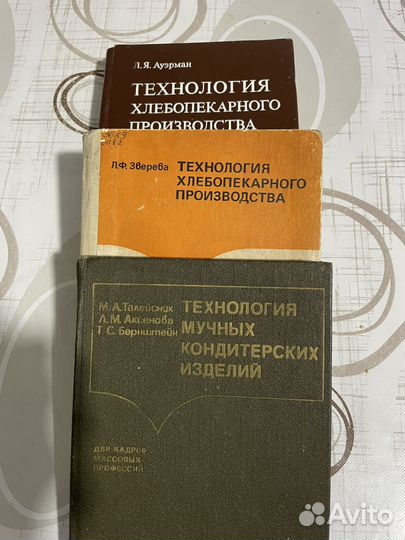 Л.Я. Ауэрман
ТЕХНОЛОГИЯ
ХЛЕБОПЕКАРНОГО
ПРОИЗВОДСТВА
Л.Ф. Зверева
ТЕХНОЛОГИЯ
ХЛЕБОПЕКАРНОГО
ПРОИЗВОДСТВА
М.А. Талейсник
Л.М. Аксенова
Т.С. Бернштейн
ТЕХНОЛОГИЯ
МУЧНЫХ
КОНДИТЕРСКИХ
ИЗДЕЛИЙ
ДЛЯ КАДРОВ
МАССОВЫХ
ПРОФЕССИЙ
Avito